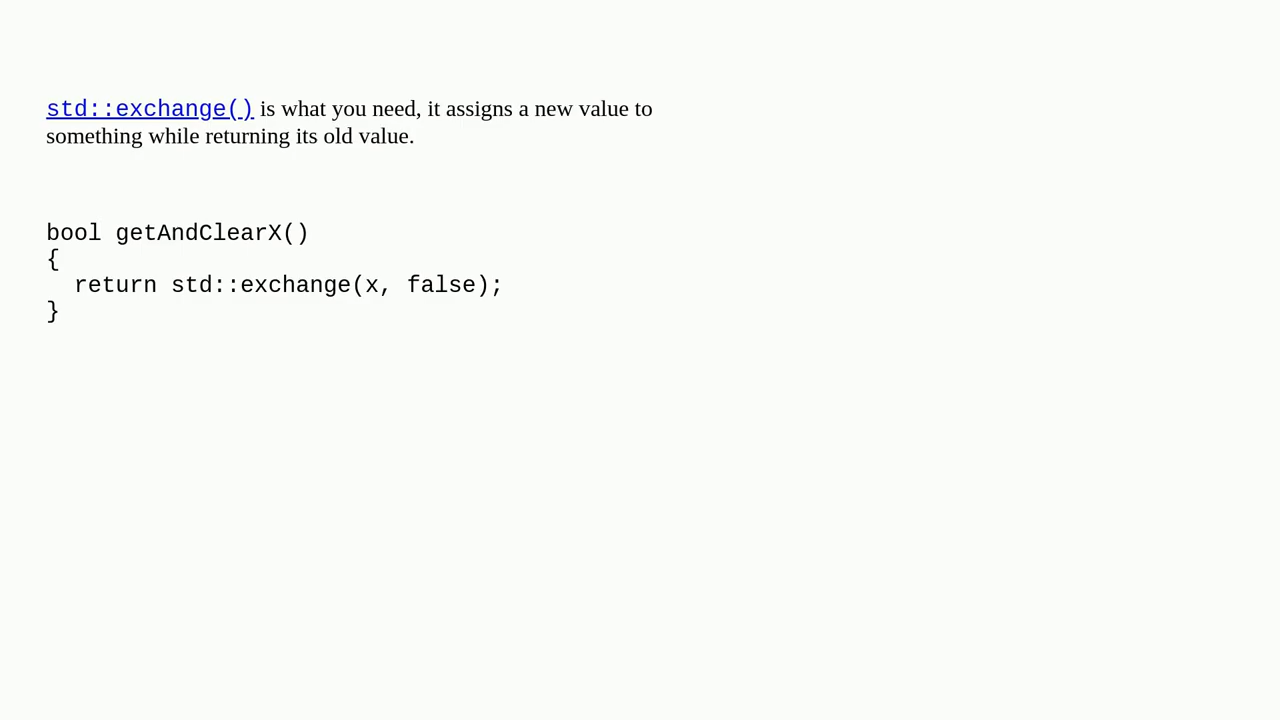 std::exchange() is what you need, it assigns a new value to
something while returning its old value.
bool getAndClearX()
{
  return std::exchange(x, false);
}